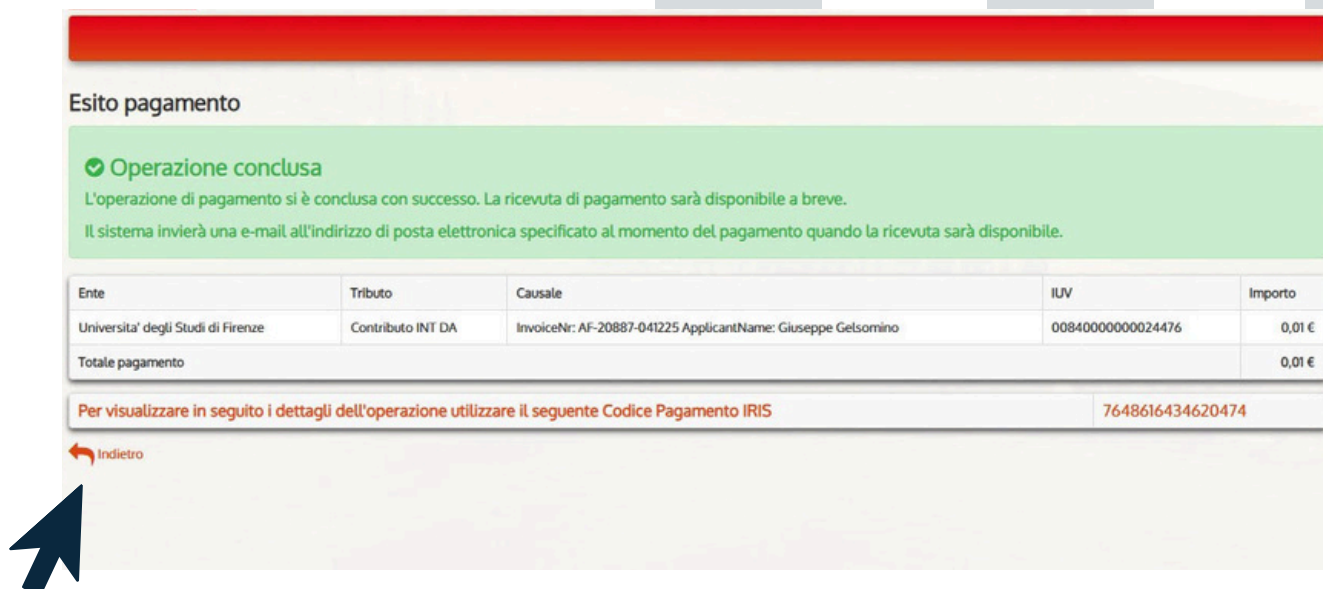 Esito pagamento
Operazione conclusa
L'operazione di pagamento si è conclusa con successo. La ricevuta di pagamento sarà disponibile a breve.
Il sistema invierà una e-mail all'indirizzo di posta elettronica specificato al momento del pagamento quando la ricevuta sarà disponibile.
Ente Tributo Causale IUV Importo
Universita' degli Studi di Firenze Contributo INT DA InvoiceNr: AF-20887-041225 ApplicantName: Giuseppe Gelsomino 00840000000024476 0,01 €
Totale pagamento 0,01 €
Per visualizzare in seguito i dettagli dell'operazione utilizzare il seguente Codice Pagamento IRIS 7648616434620474
Indietro